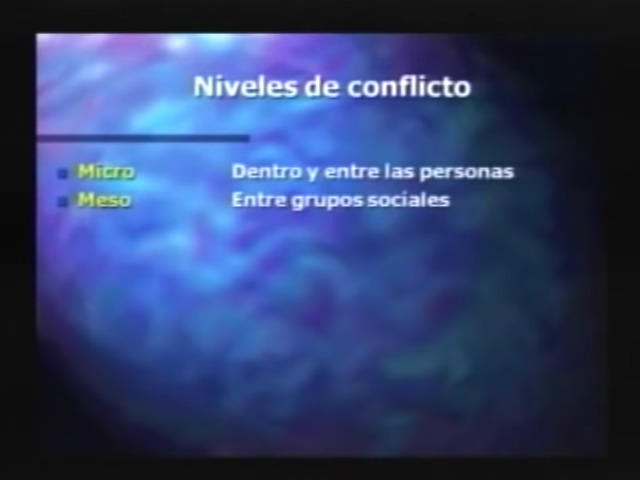 Niveles de conflicto
Micro Dentro y entre las personas
Meso Entre grupos sociales